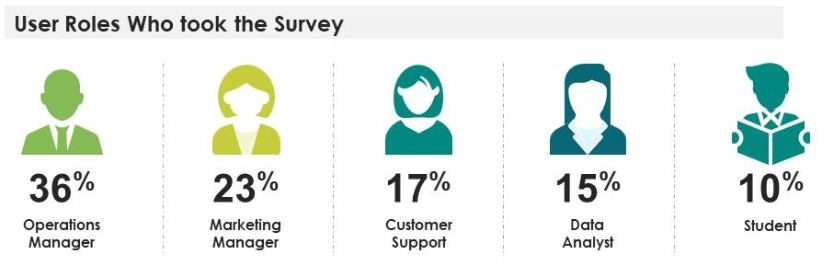 User Roles Who took the Survey
36%
Operations
Manager
23%
Marketing
Manager
17%
Customer
Support
15%
Data
Analyst
10%
Student